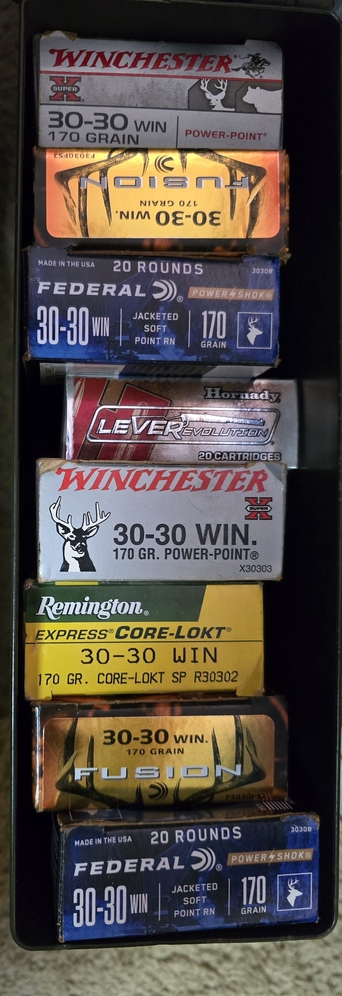 WINCHESTER
SUPER X
30-30 WIN
170 GRAIN
POWER-POINT®
F3030FS2
FUSION
170 GRAIN
30-30 WIN.
MADE IN THE USA
20 ROUNDS
3030B
FEDERAL®
POWER SHOK®
30-30 WIN
JACKETED
SOFT
POINT RN
170
GRAIN
Hornady
LEVEREVOLUTION
20 CARTRIDGES
WINCHESTER
SUPER X
30-30 WIN.
170 GR. POWER-POINT®
X30303
Remington®
EXPRESS® CORE-LOKT®
30-30 WIN
170 GR. CORE-LOKT SP R30302
30-30 WIN.
170 GRAIN
FUSION
MADE IN THE USA
20 ROUNDS
3030B
FEDERAL®
POWER SHOK®
30-30 WIN
JACKETED
SOFT
POINT RN
170
GRAIN